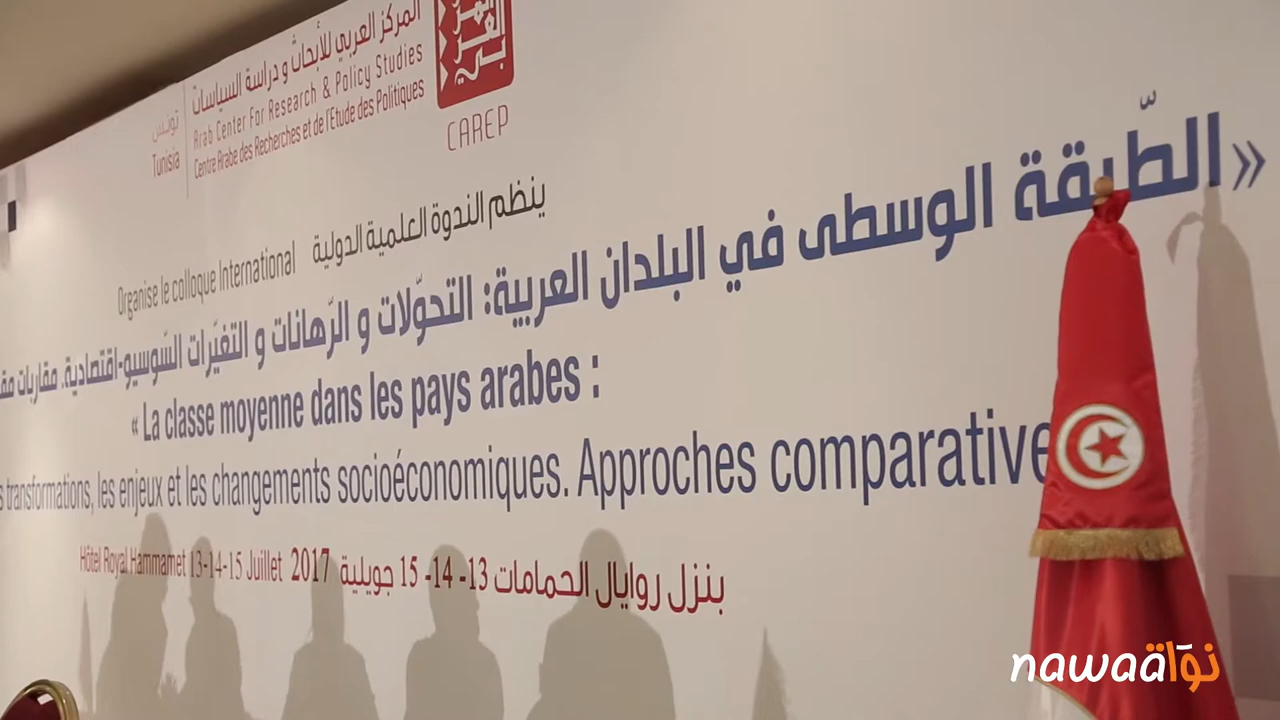 المركز العربي للأبحاث و دراسة السياسات
Arab Center For Research & Policy Studies
Centre Arabe des Recherches et de l'Etude des Politiques
تونس
Tunisia
CAREP
ينظم الندوة العلمية الدولية
Organise le colloque International
«الطّبقة الوسطى في البلدان العربية: التحوّلات و الرّهانات و التغيّرات السّوسيو-اقتصادية. مقاربات
« La classe moyenne dans les pays arabes :
transformations, les enjeux et les changements socioéconomiques. Approches comparative
Hôtel Royal Hammamet 13-14-15 Juillet 2017 بنزل روايال الحمامات 13- 14- 15 جويلية
nawaaنوّاة